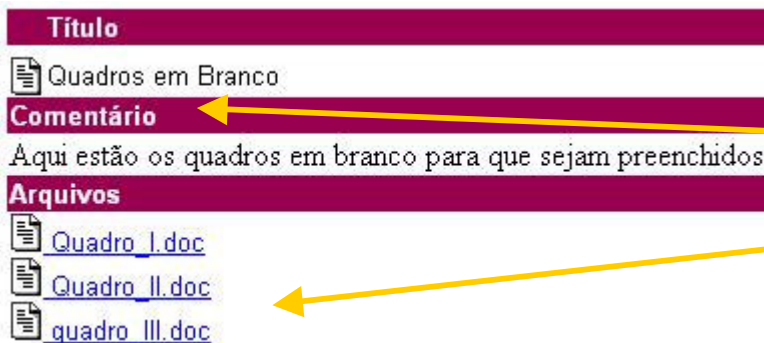 Título
Quadros em Branco
Comentário
Aqui estão os quadros em branco para que sejam preenchidos
Arquivos
Quadro_I.doc
Quadro_II.doc
quadro_III.doc